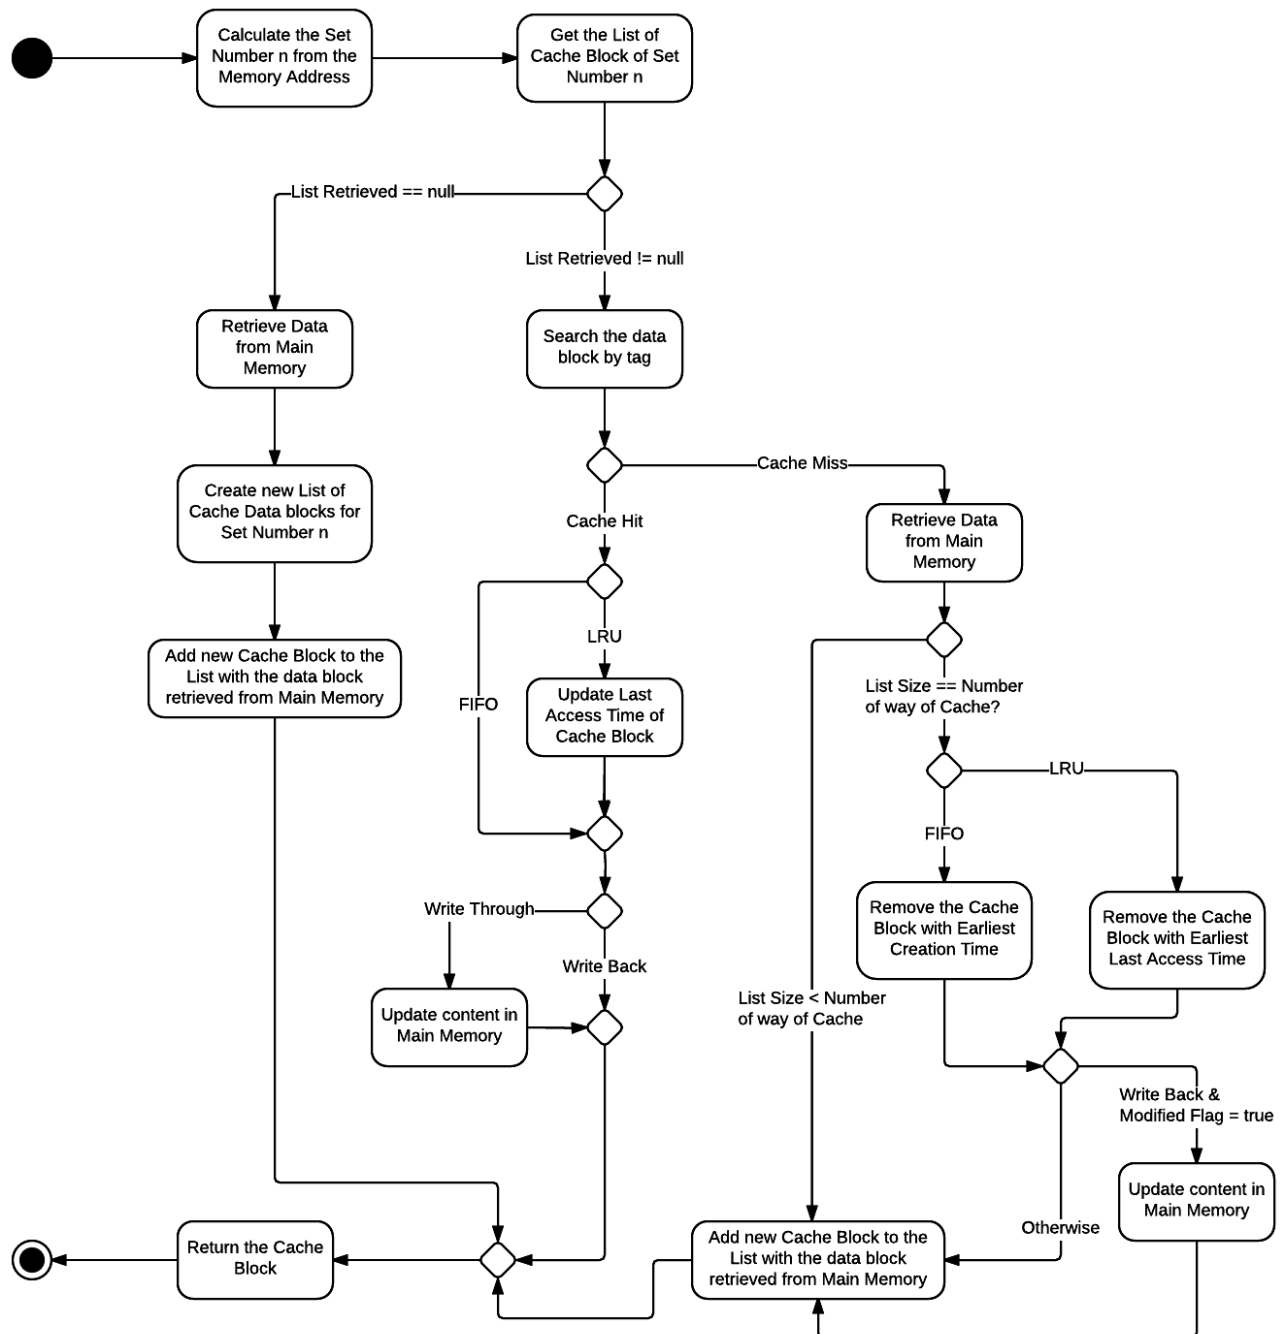 Calculate the Set
Number n from the
Memory Address
Get the List of
Cache Block of Set
Number n
List Retrieved == null
List Retrieved != null
Retrieve Data
from Main
Memory
Search the data
block by tag
Cache Miss
Create new List of
Cache Data blocks for
Set Number n
Cache Hit
Retrieve Data
from Main
Memory
LRU
Add new Cache Block to the
List with the data block
retrieved from Main Memory
FIFO
Update Last
Access Time of
Cache Block
List Size == Number
of way of Cache?
LRU
FIFO
Write Through
Write Back
Remove the Cache
Block with Earliest
Creation Time
Remove the Cache
Block with Earliest
Last Access Time
Update content in
Main Memory
List Size < Number
of way of Cache
Write Back &
Modified Flag = true
Update content in
Main Memory
Otherwise
Return the Cache
Block
Add new Cache Block to the
List with the data block
retrieved from Main Memory